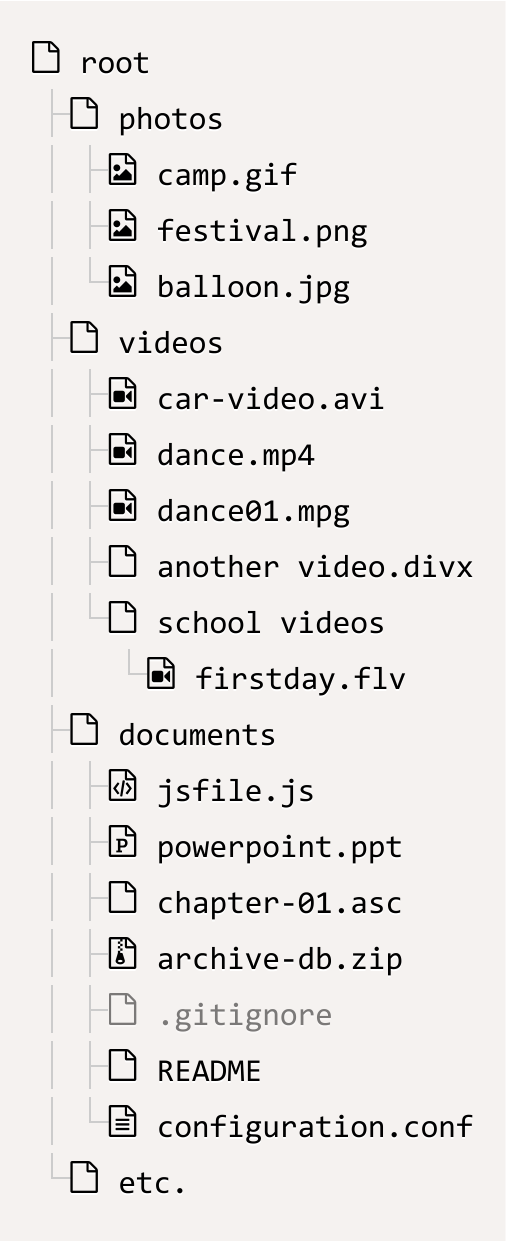 root
photos
camp.gif
festival.png
balloon.jpg
videos
car-video.avi
dance.mp4
dance01.mpg
another video.divx
school videos
firstday.flv
documents
jsfile.js
powerpoint.ppt
chapter-01.asc
archive-db.zip
.gitignore
README
configuration.conf
etc.